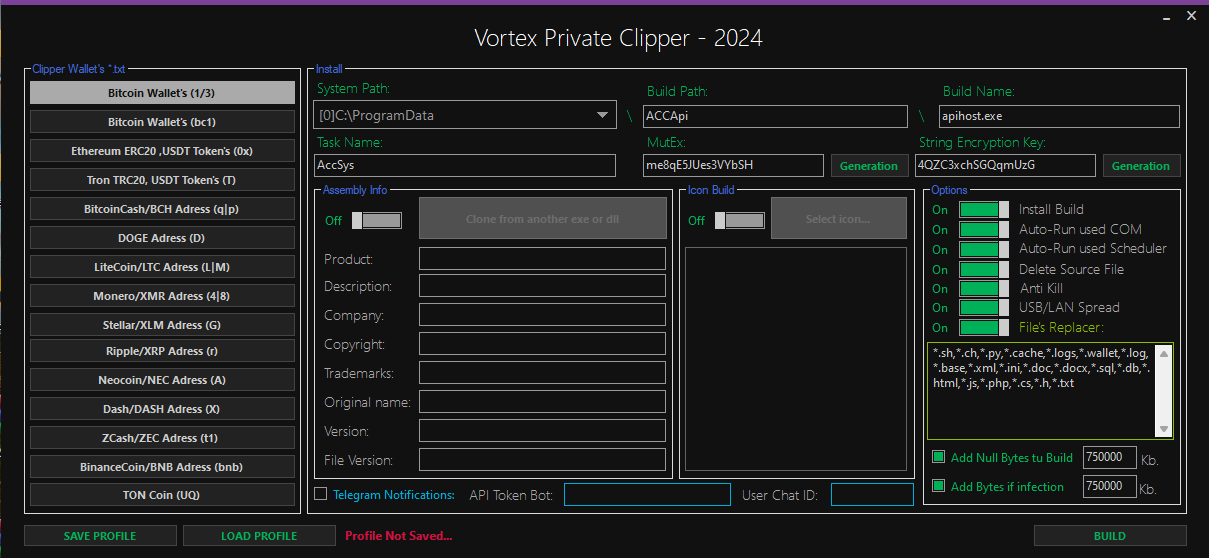 Vortex Private Clipper - 2024
Clipper Wallet's *.txt
Bitcoin Wallet's (1/3)
Bitcoin Wallet's (bc1)
Ethereum ERC20 ,USDT Token's (0x)
Tron TRC20, USDT Token's (T)
BitcoinCash/BCH Adress (q|p)
DOGE Adress (D)
LiteCoin/LTC Adress (L|M)
Monero/XMR Adress (4|8)
Stellar/XLM Adress (G)
Ripple/XRP Adress (r)
Neocoin/NEC Adress (A)
Dash/DASH Adress (X)
ZCash/ZEC Adress (t1)
BinanceCoin/BNB Adress (bnb)
TON Coin (UQ)
Install
System Path:
[0]C:\ProgramData
\
Build Path:
ACCApi
\
Build Name:
apihost.exe
Task Name:
AccSys
MutEx:
me8qE5JUes3VYbSH
Generation
String Encryption Key:
4QZC3xchSGQqmUzG
Generation
Assembly Info
Off
Clone from another exe or dll
Product:
Description:
Company:
Copyright:
Trademarks:
Original name:
Version:
File Version:
Icon Build
Off
Select icon...
Options
On Install Build
On Auto-Run used COM
On Auto-Run used Scheduler
On Delete Source File
On Anti Kill
On USB/LAN Spread
On File's Replacer:
*.sh,*.ch,*.py,*.cache,*.logs,*.wallet,*.log,
*.base,*.xml,*.ini,*.doc,*.docx,*.sql,*.db,*.
html,*.js,*.php,*.cs,*.h,*.txt
Add Null Bytes tu Build 750000 Kb.
Add Bytes if infection 750000 Kb.
Telegram Notifications: API Token Bot: User Chat ID:
SAVE PROFILE
LOAD PROFILE
Profile Not Saved...
BUILD